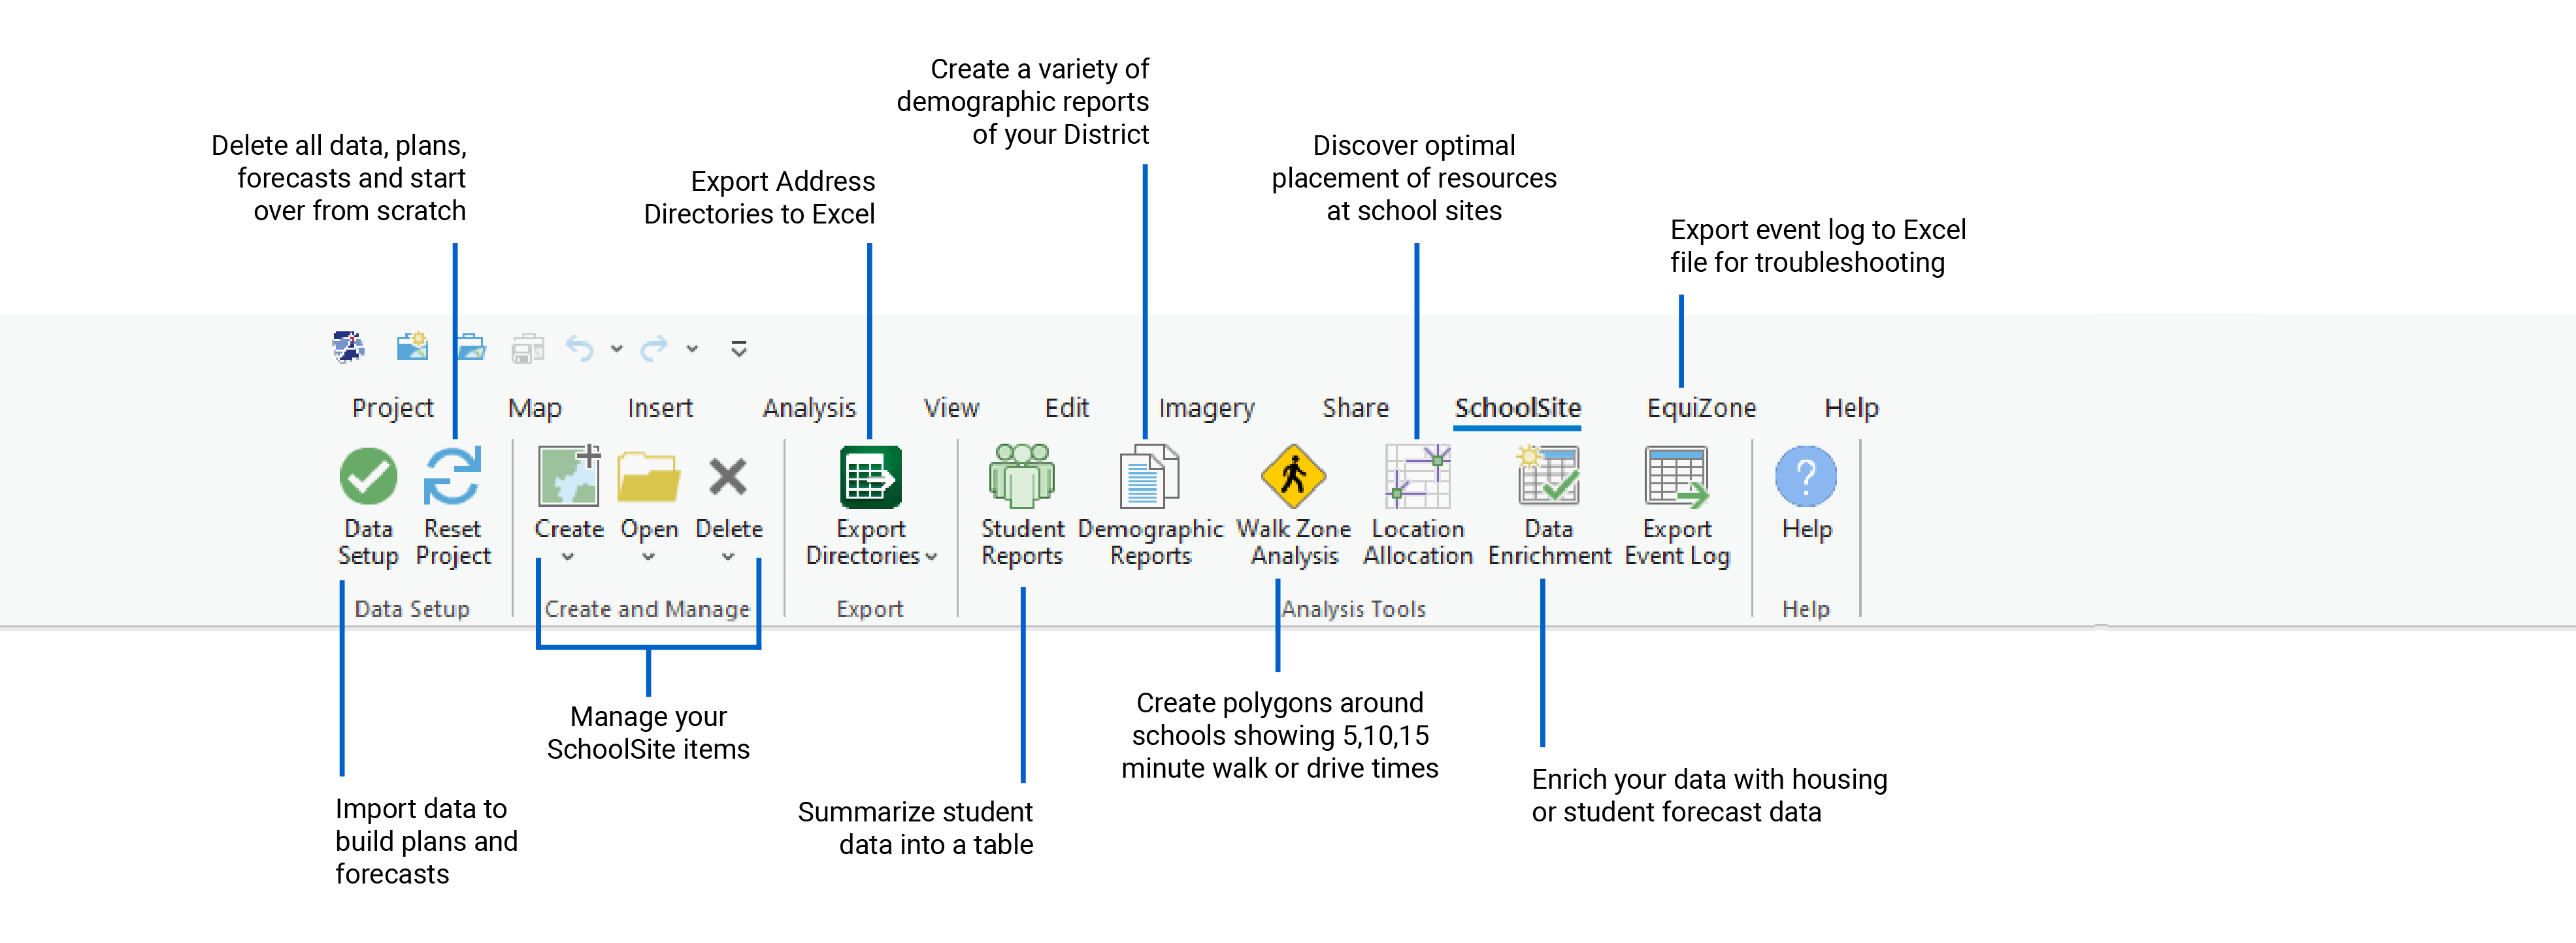 Create a variety of
demographic reports
of your District
Delete all data, plans,
forecasts and start
over from scratch
Export Address
Directories to Excel
Discover optimal
placement of resources
at school sites
Export event log to Excel
file for troubleshooting
Project Map Insert Analysis View Edit Imagery Share SchoolSite EquiZone Help
Data Setup
Reset Project
Create
Open
Delete
Export Directories
Student Reports
Demographic Reports
Walk Zone Analysis
Location Allocation
Data Enrichment
Export Event Log
Help
Data Setup
Create and Manage
Export
Analysis Tools
Help
Manage your
SchoolSite items
Import data to
build plans and
forecasts
Summarize student
data into a table
Create polygons around
schools showing 5,10,15
minute walk or drive times
Enrich your data with housing
or student forecast data